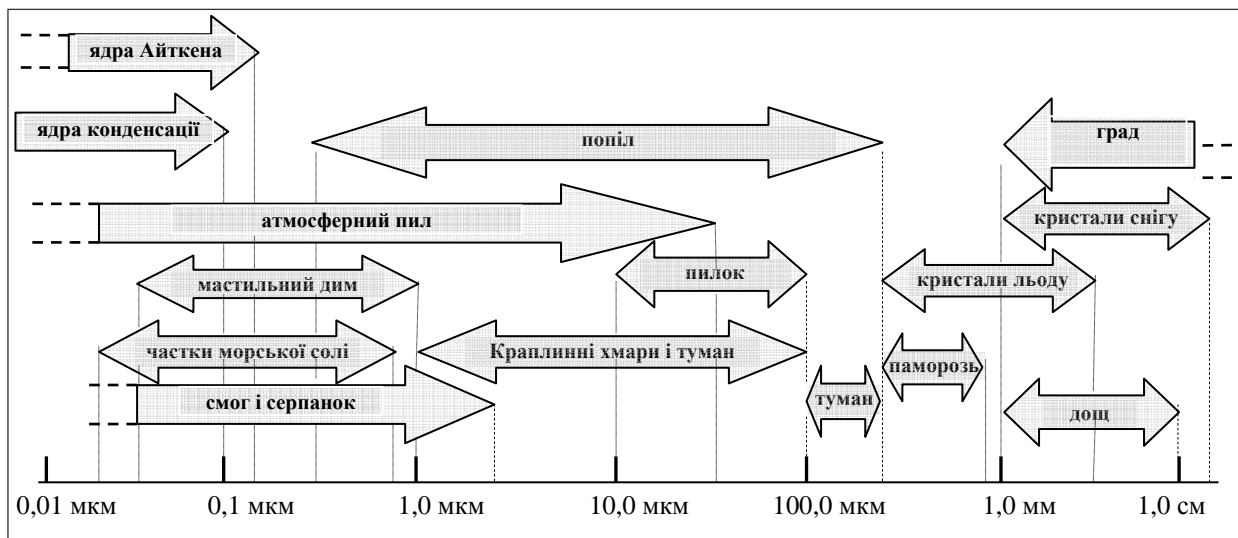 ядра Айткена
ядра конденсації
попіл
град
атмосферний пил
кристали снігу
мастильний дим
пилок
кристали льоду
частки морської солі
Краплинні хмари і туман
паморозь
смог і серпанок
туман
дощ
0,01 мкм 0,1 мкм 1,0 мкм 10,0 мкм 100,0 мкм 1,0 мм 1,0 см